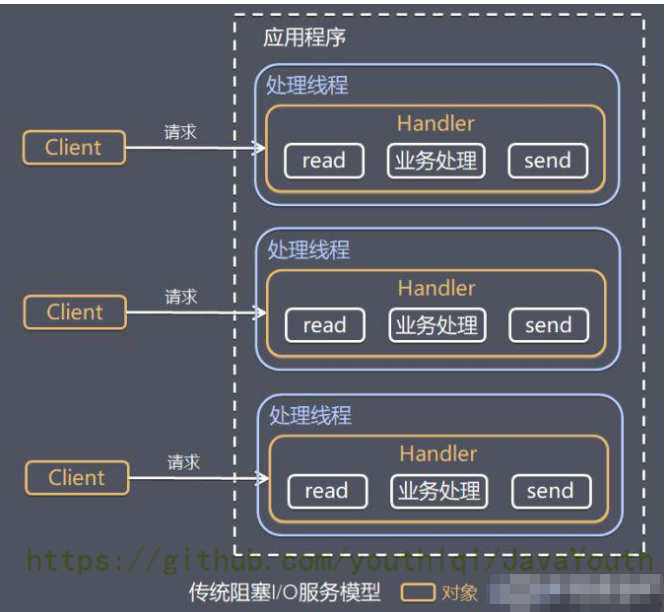 应用程序
处理线程
Handler
Client
请求
read
业务处理
send
处理线程
Handler
Client
请求
read
业务处理
send
处理线程
Handler
Client
请求
read
业务处理
send
https://github.com/youthlql/JavaYouth
传统阻塞I/O服务模型
对象